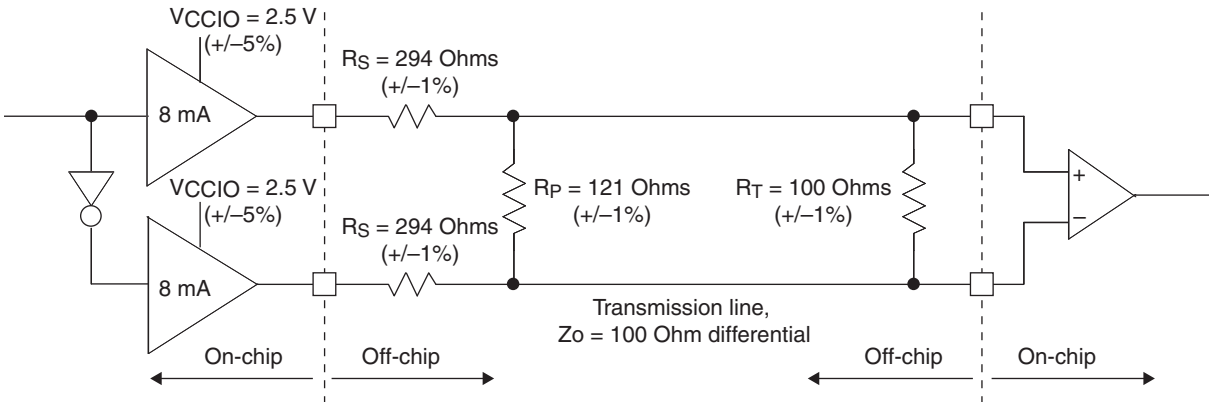 VCCIO = 2.5 V
(+/–5%)
8 mA
RS = 294 Ohms
(+/–1%)
VCCIO = 2.5 V
(+/–5%)
8 mA
RS = 294 Ohms
(+/–1%)
RP = 121 Ohms
(+/–1%)
RT = 100 Ohms
(+/–1%)
+
–
Transmission line,
Zo = 100 Ohm differential
On-chip
Off-chip
Off-chip
On-chip